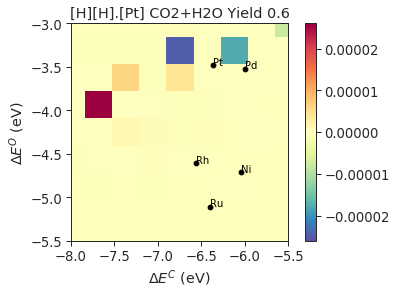 [H][H].[Pt] CO2+H2O Yield 0.6
−3.0
−3.5
−4.0
−4.5
−5.0
−5.5
ΔE^O (eV)
Pt
Pd
Rh
Ni
Ru
−8.0 −7.5 −7.0 −6.5 −6.0 −5.5
ΔE^C (eV)
0.00002
0.00001
0.00000
−0.00001
−0.00002